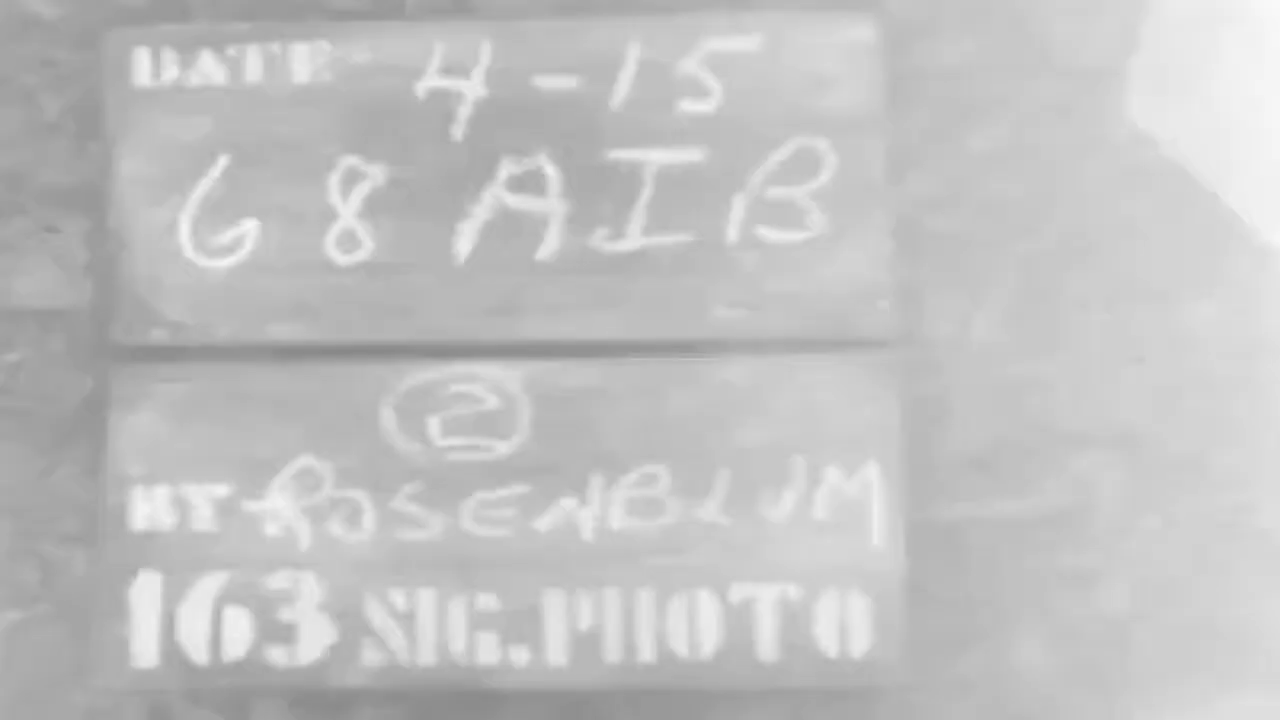 DATE 4-15
68 AIB
2
BY ROSENBLUM
163 SIG. PHOTO